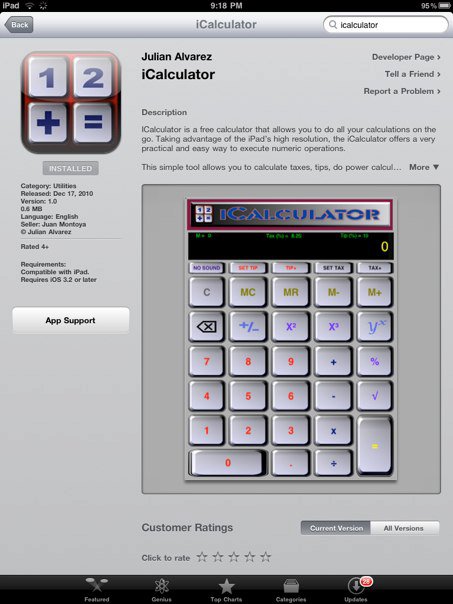 iPad 9:18 PM 95%
Back iCalculator icalculator
Julian Alvarez Developer Page >
iCalculator Tell a Friend >
Report a Problem >
Description
ICalculator is a free calculator that allows you to do all your calculations on the
go. Taking advantage of the iPad's high resolution, the iCalculator offers a very
practical and easy way to execute numeric operations.
This simple tool allows you to calculate taxes, tips, do power calcul... More ▼
1 2
+ =
INSTALLED
Category: Utilities
Released: Dec 17, 2010
Version: 1.0
0.6 MB
Language: English
Seller: Juan Montoya
© Julian Alvarez
Rated 4+
Requirements:
Compatible with iPad.
Requires iOS 3.2 or later
App Support
1 2 + = ICALCULATOR
M = 0 Tax (%) = 8.25 Tip (%) = 15
0
NO SOUND SET TIP TIP+ SET TAX TAX+
C MC MR M- M+
+/- X² X³ yˣ
7 8 9 + %
4 5 6 - √
1 2 3 x =
0 . ÷
Customer Ratings Current Version All Versions
Click to rate
Featured Genius Top Charts Categories Updates
28